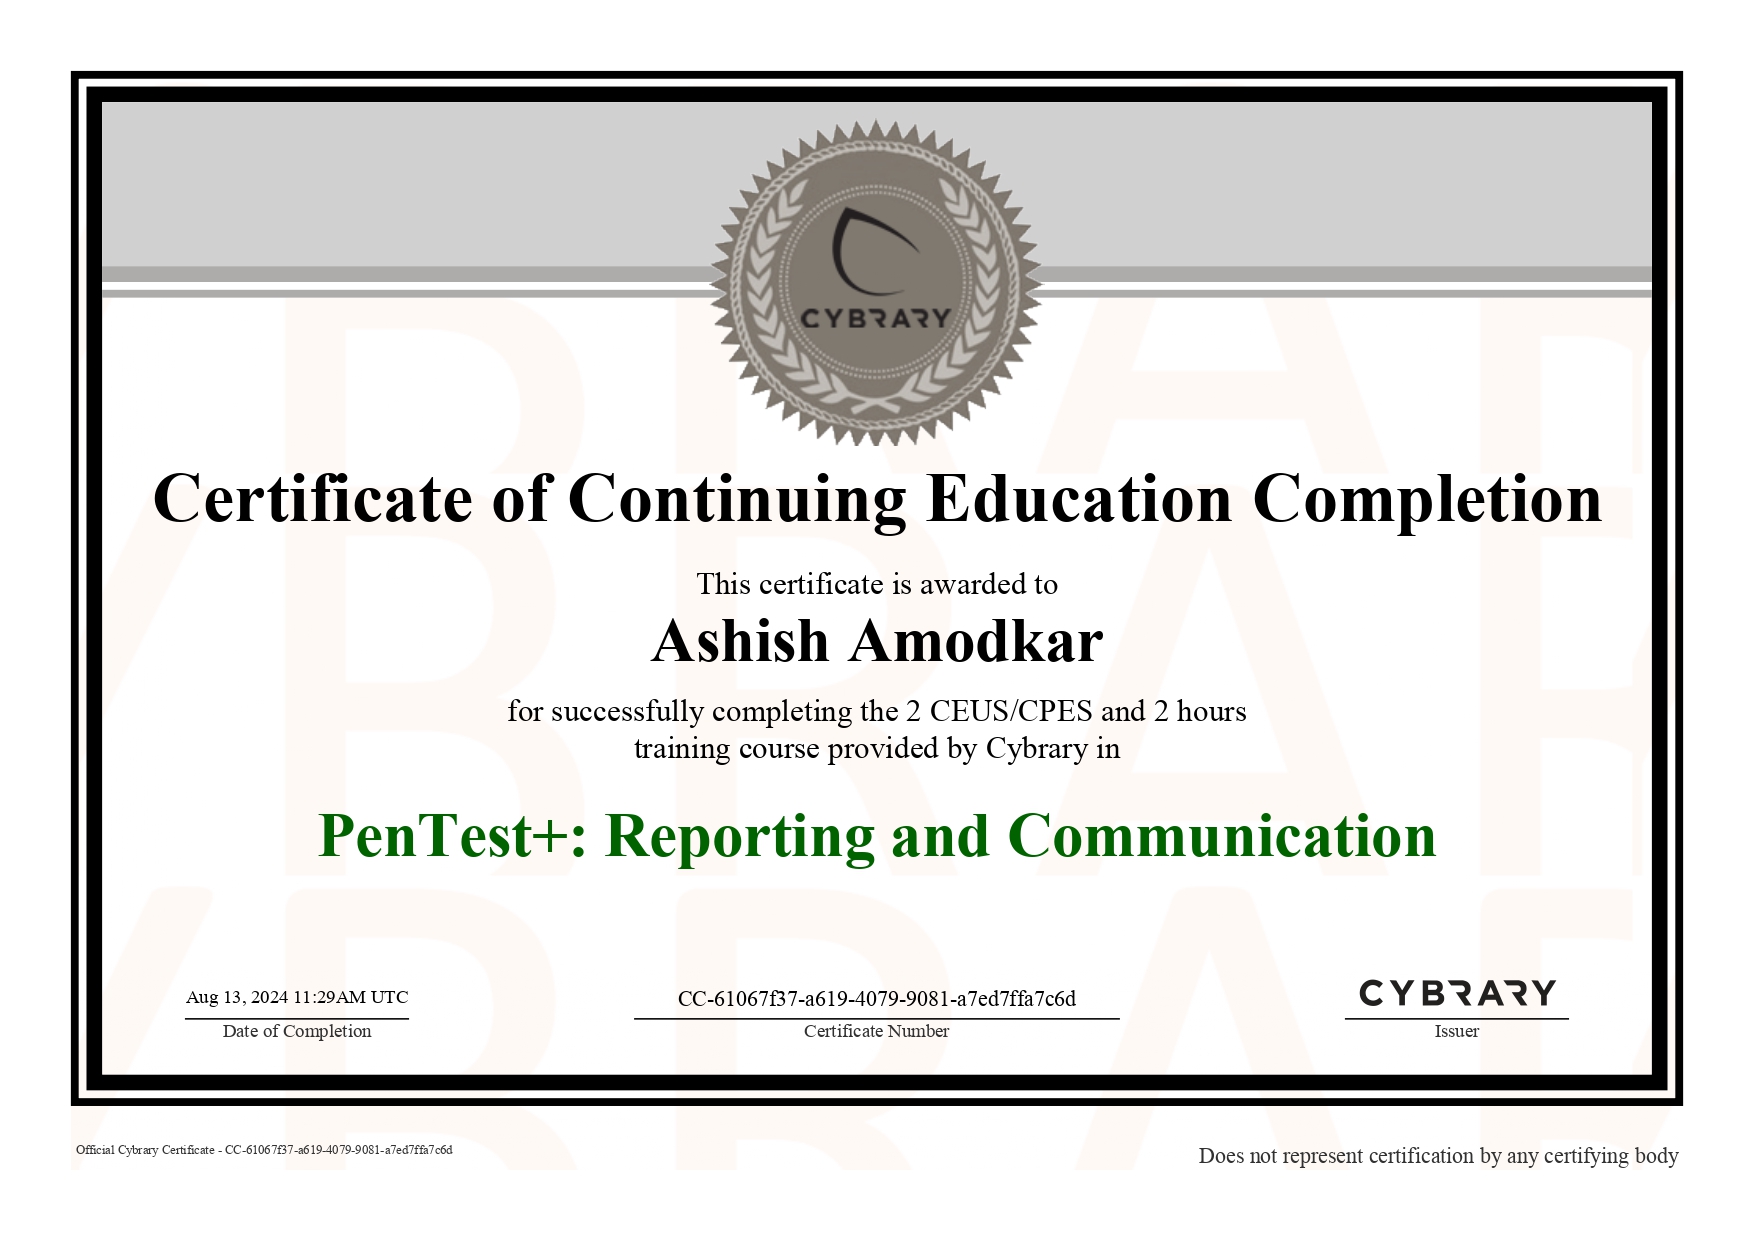 CYBRARY
Certificate of Continuing Education Completion
This certificate is awarded to
Ashish Amodkar
for successfully completing the 2 CEUS/CPES and 2 hours
training course provided by Cybrary in
PenTest+: Reporting and Communication
Aug 13, 2024 11:29AM UTC
Date of Completion
CC-61067f37-a619-4079-9081-a7ed7ffa7c6d
Certificate Number
CYBRARY
Issuer
Official Cybrary Certificate - CC-61067f37-a619-4079-9081-a7ed7ffa7c6d
Does not represent certification by any certifying body